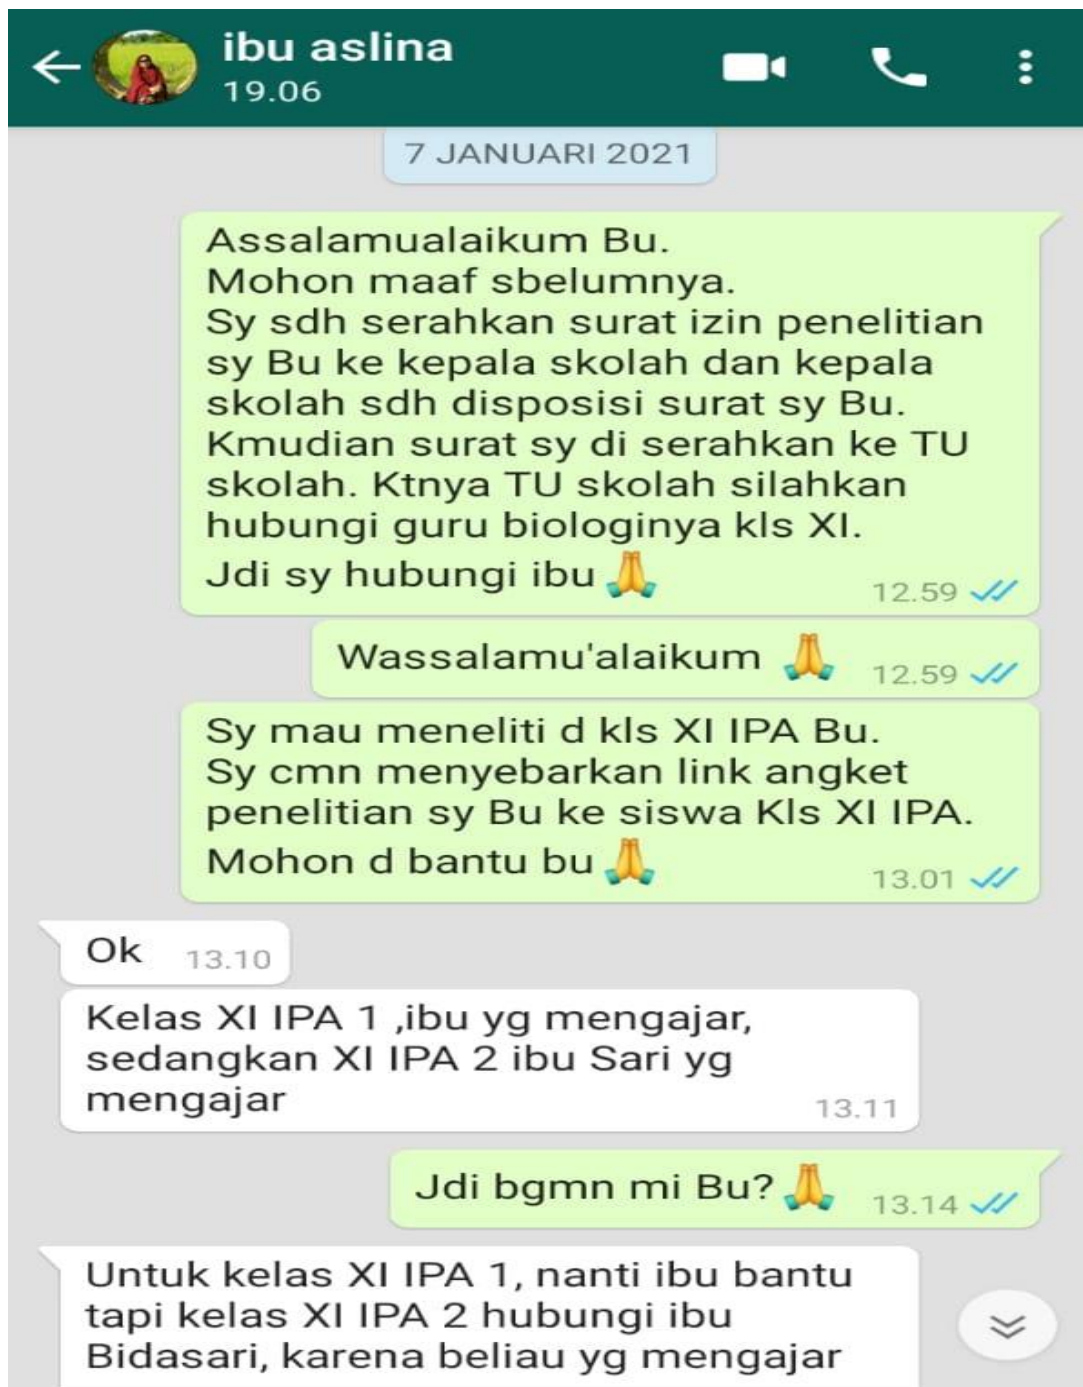 ibu aslina
19.06
7 JANUARI 2021
Assalamualaikum Bu.
Mohon maaf sbelumnya.
Sy sdh serahkan surat izin penelitian
sy Bu ke kepala skolah dan kepala
skolah sdh disposisi surat sy Bu.
Kmudian surat sy di serahkan ke TU
skolah. Ktnya TU skolah silahkan
hubungi guru biologinya kls XI.
Jdi sy hubungi ibu 🙏
12.59
Wassalamu'alaikum 🙏 12.59
Sy mau meneliti d kls XI IPA Bu.
Sy cmn menyebarkan link angket
penelitian sy Bu ke siswa Kls XI IPA.
Mohon d bantu bu 🙏
13.01
Ok 13.10
Kelas XI IPA 1 ,ibu yg mengajar,
sedangkan XI IPA 2 ibu Sari yg
mengajar
13.11
Jdi bgmn mi Bu? 🙏 13.14
Untuk kelas XI IPA 1, nanti ibu bantu
tapi kelas XI IPA 2 hubungi ibu
Bidasari, karena beliau yg mengajar